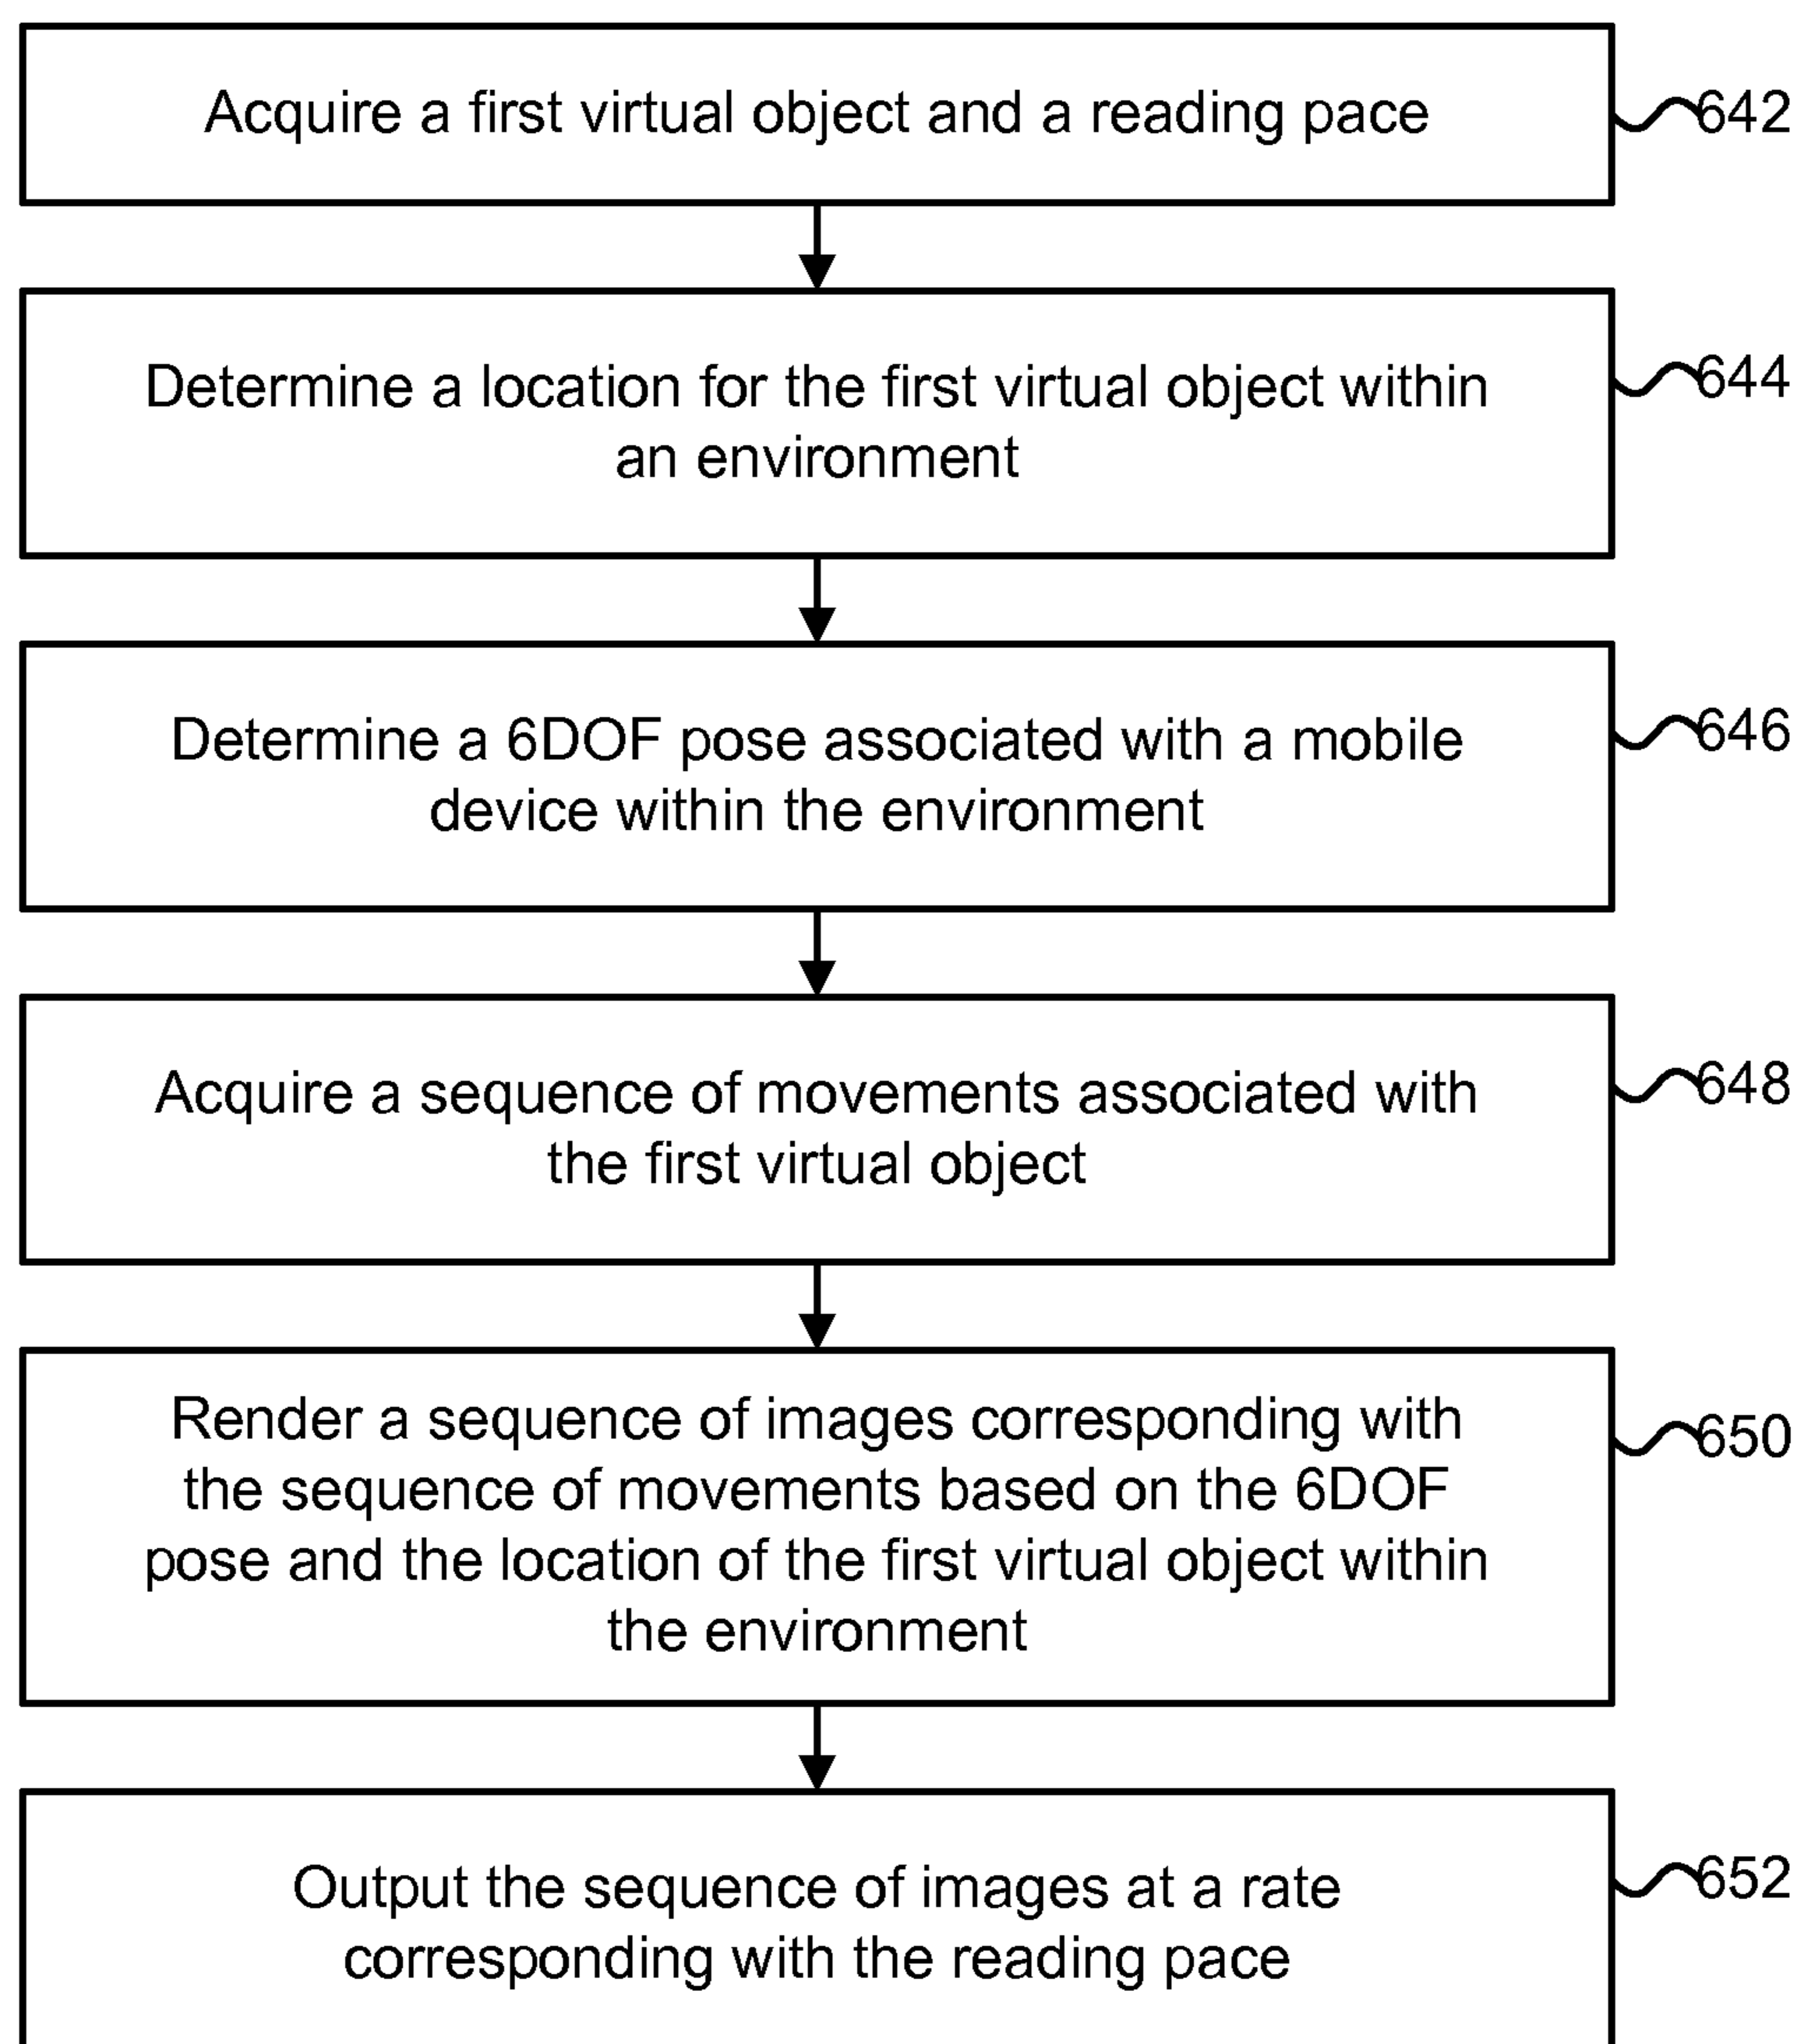 Acquire a first virtual object and a reading pace
642
Determine a location for the first virtual object within
an environment
644
Determine a 6DOF pose associated with a mobile
device within the environment
646
Acquire a sequence of movements associated with
the first virtual object
648
Render a sequence of images corresponding with
the sequence of movements based on the 6DOF
pose and the location of the first virtual object within
the environment
650
Output the sequence of images at a rate
corresponding with the reading pace
652